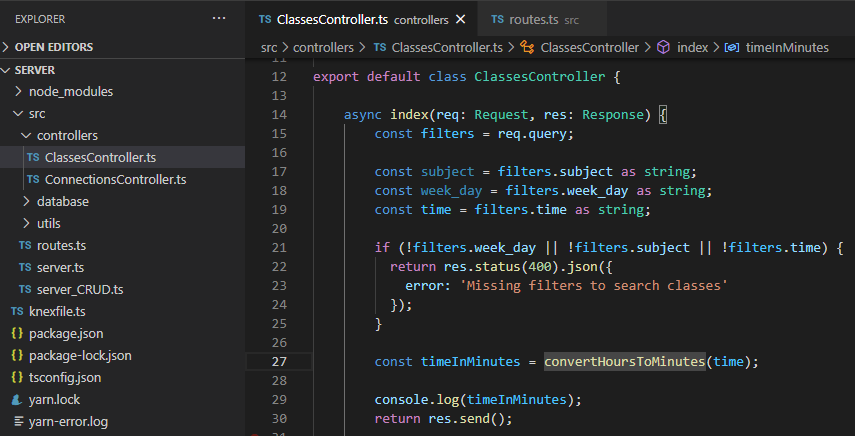 EXPLORER
...
OPEN EDITORS
SERVER
node_modules
src
controllers
TS ClassesController.ts
TS ConnectionsController.ts
database
utils
TS routes.ts
TS server.ts
TS server_CRUD.ts
TS knexfile.ts
{} package.json
{} package-lock.json
{} tsconfig.json
yarn.lock
yarn-error.log
TS ClassesController.ts controllers TS routes.ts src
src > controllers > TS ClassesController.ts > ClassesController > index > timeInMinutes
11
12 export default class ClassesController {
13
14 async index(req: Request, res: Response) {
15 const filters = req.query;
16
17 const subject = filters.subject as string;
18 const week_day = filters.week_day as string;
19 const time = filters.time as string;
20
21 if (!filters.week_day || !filters.subject || !filters.time) {
22 return res.status(400).json({
23 error: 'Missing filters to search classes'
24 });
25 }
26
27 const timeInMinutes = convertHoursToMinutes(time);
28
29 console.log(timeInMinutes);
30 return res.send();
31